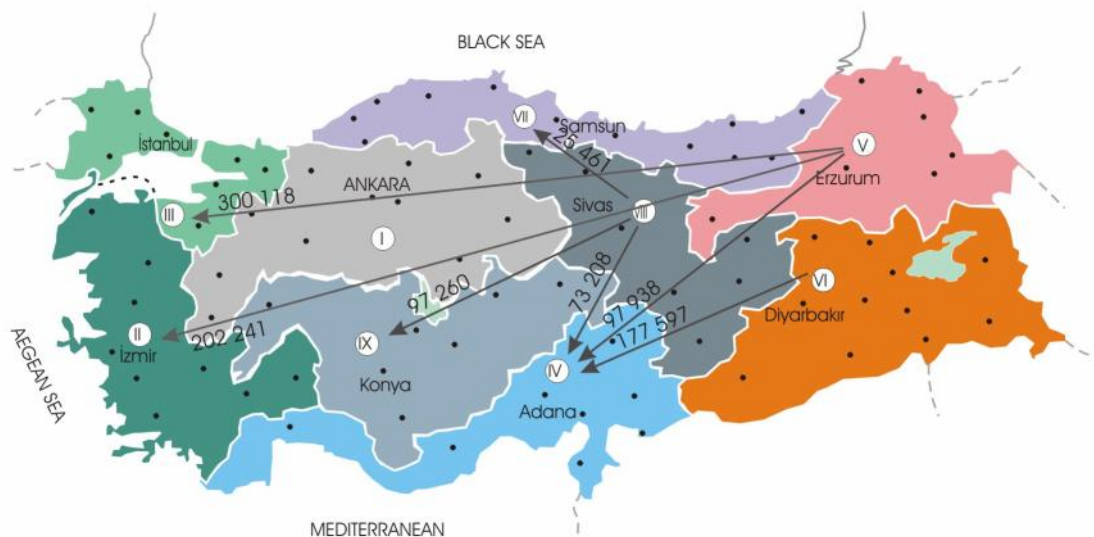 BLACK SEA
VII
Samsun
25 461
V
İstanbul
ANKARA
Erzurum
300 118
III
Sivas
VIII
I
97 260
73 208
VI
Diyarbakır
97 938
177 597
II
202 241
İzmir
IX
IV
Konya
Adana
AEGEAN SEA
MEDITERRANEAN